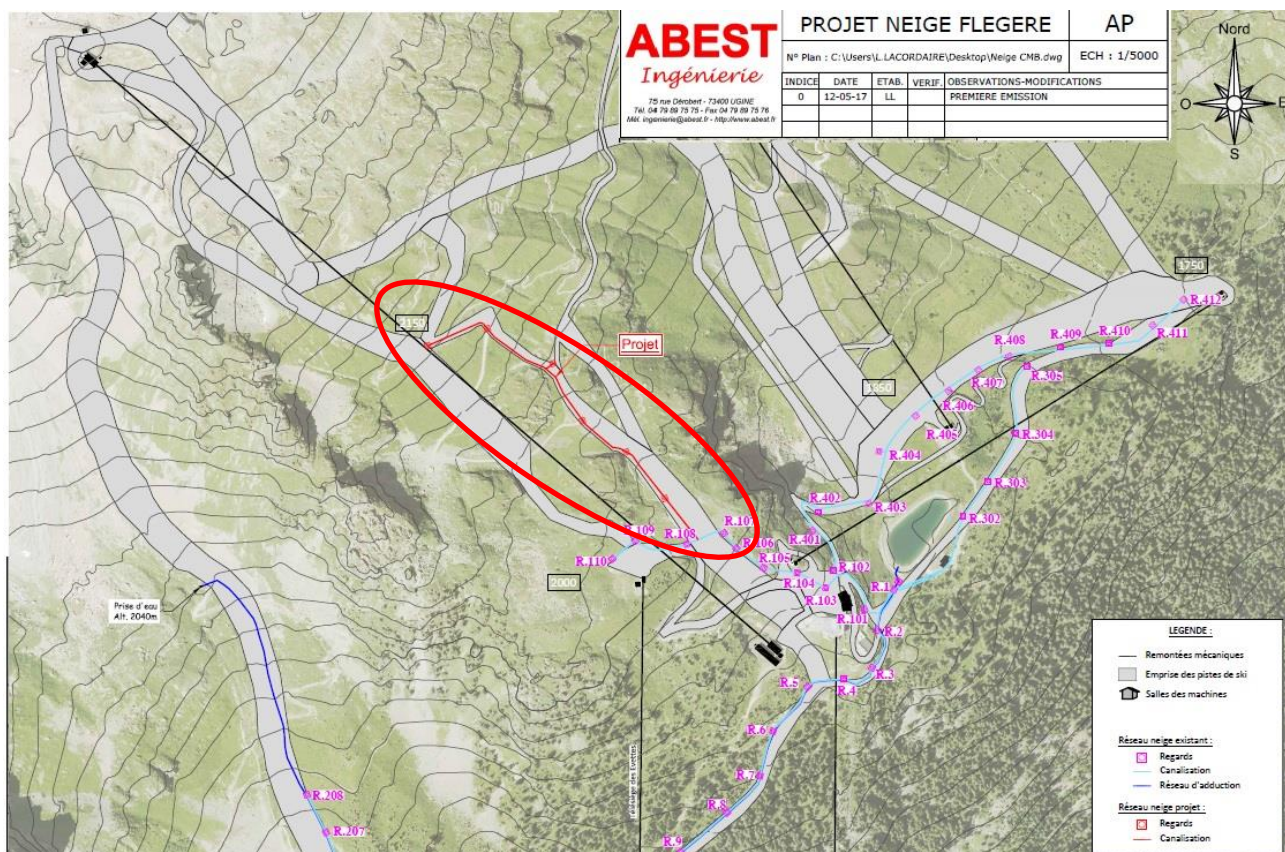 ABEST
Ingénierie
75 rue Dérobert - 73400 UGINE
Tél. 04 79 89 75 75 - Fax 04 79 89 75 76
Mél. ingenierie@abest.fr - http://www.abest.fr
PROJET NEIGE FLEGERE
AP
N° Plan : C:\Users\L.LACORDAIRE\Desktop\Neige CMB.dwg
ECH : 1/5000
INDICE DATE ETAB. VERIF. OBSERVATIONS-MODIFICATIONS
0 12-05-17 LL PREMIERE EMISSION
Nord
O
E
S
1750
R.412
2150
R.411
R.410
R.409
R.408
Projet
R.305
R.407
1850
R.406
R.405
R.304
R.404
R.303
R.402
R.403
R.302
R.107
R.401
R.109
R.108
R.106
R.110
R.105
R.102
2000
R.104
R.1
R.103
R.101
Prise d'eau
Alt. 2040m
R.2
R.3
R.4
R.5
R.6
R.7
Télésiège des Evettes
R.208
R.8
R.207
R.9
LEGENDE :
Remontées mécaniques
Emprise des pistes de ski
Salles des machines
Réseau neige existant :
Regards
Canalisation
Réseau d'adduction
Réseau neige projet :
Regards
Canalisation